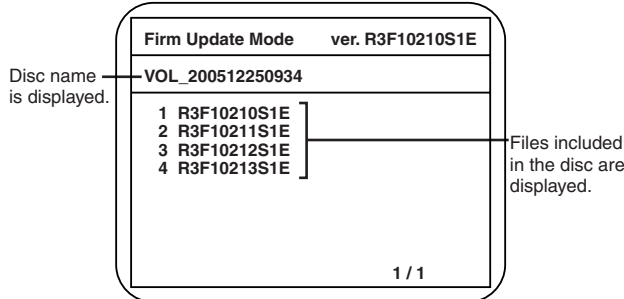 Firm Update Mode ver. R3F10210S1E
Disc name
is displayed.
VOL_200512250934
1 R3F10210S1E
2 R3F10211S1E
3 R3F10212S1E
4 R3F10213S1E
Files included
in the disc are
displayed.
1 / 1